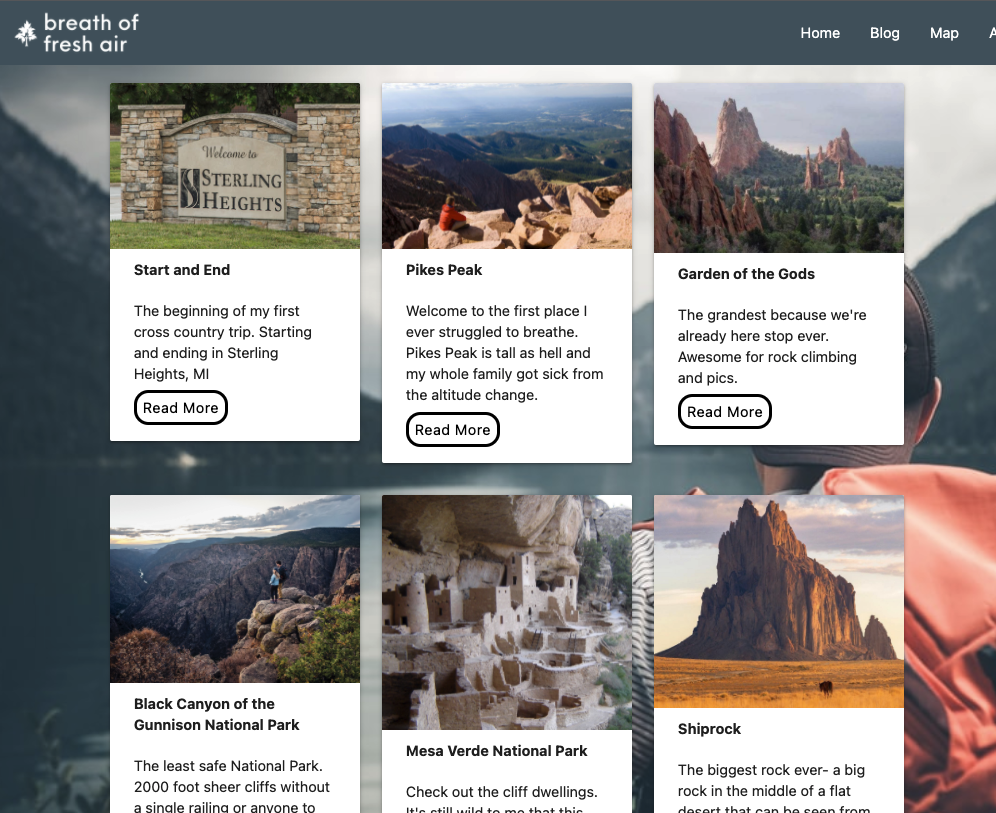 breath of
fresh air
Home
Blog
Map
A
Welcome to
STERLING
HEIGHTS
Start and End
The beginning of my first
cross country trip. Starting
and ending in Sterling
Heights, MI
Read More
Pikes Peak
Welcome to the first place I
ever struggled to breathe.
Pikes Peak is tall as hell and
my whole family got sick from
the altitude change.
Read More
Garden of the Gods
The grandest because we're
already here stop ever.
Awesome for rock climbing
and pics.
Read More
Black Canyon of the
Gunnison National Park
The least safe National Park.
2000 foot sheer cliffs without
a single railing or anyone to
Mesa Verde National Park
Check out the cliff dwellings.
It's still wild to me that this
Shiprock
The biggest rock ever- a big
rock in the middle of a flat
desert that can be seen from